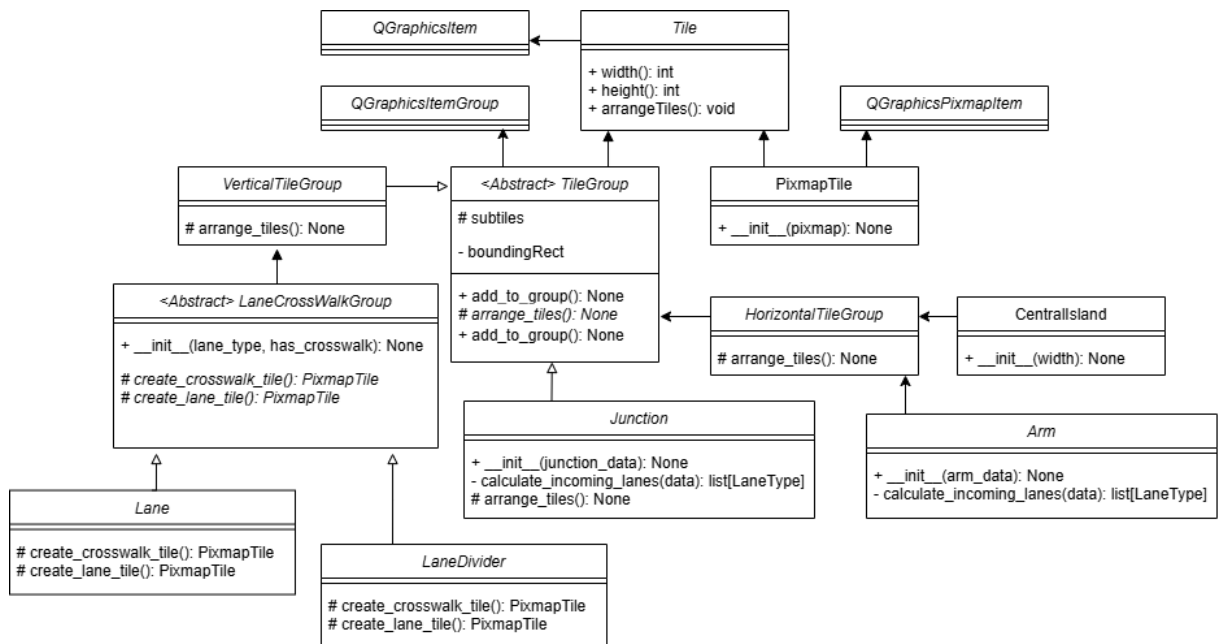 QGraphicsItem
Tile
+ width(): int
+ height(): int
+ arrangeTiles(): void
QGraphicsItemGroup
QGraphicsPixmapItem
VerticalTileGroup
# arrange_tiles(): None
<Abstract> TileGroup
# subtiles
- boundingRect
+ add_to_group(): None
# arrange_tiles(): None
+ add_to_group(): None
PixmapTile
+ __init__(pixmap): None
<Abstract> LaneCrossWalkGroup
+ __init__(lane_type, has_crosswalk): None
# create_crosswalk_tile(): PixmapTile
# create_lane_tile(): PixmapTile
HorizontalTileGroup
# arrange_tiles(): None
CentralIsland
+ __init__(width): None
Junction
+ __init__(junction_data): None
- calculate_incoming_lanes(data): list[LaneType]
# arrange_tiles(): None
Arm
+ __init__(arm_data): None
- calculate_incoming_lanes(data): list[LaneType]
Lane
# create_crosswalk_tile(): PixmapTile
# create_lane_tile(): PixmapTile
LaneDivider
# create_crosswalk_tile(): PixmapTile
# create_lane_tile(): PixmapTile